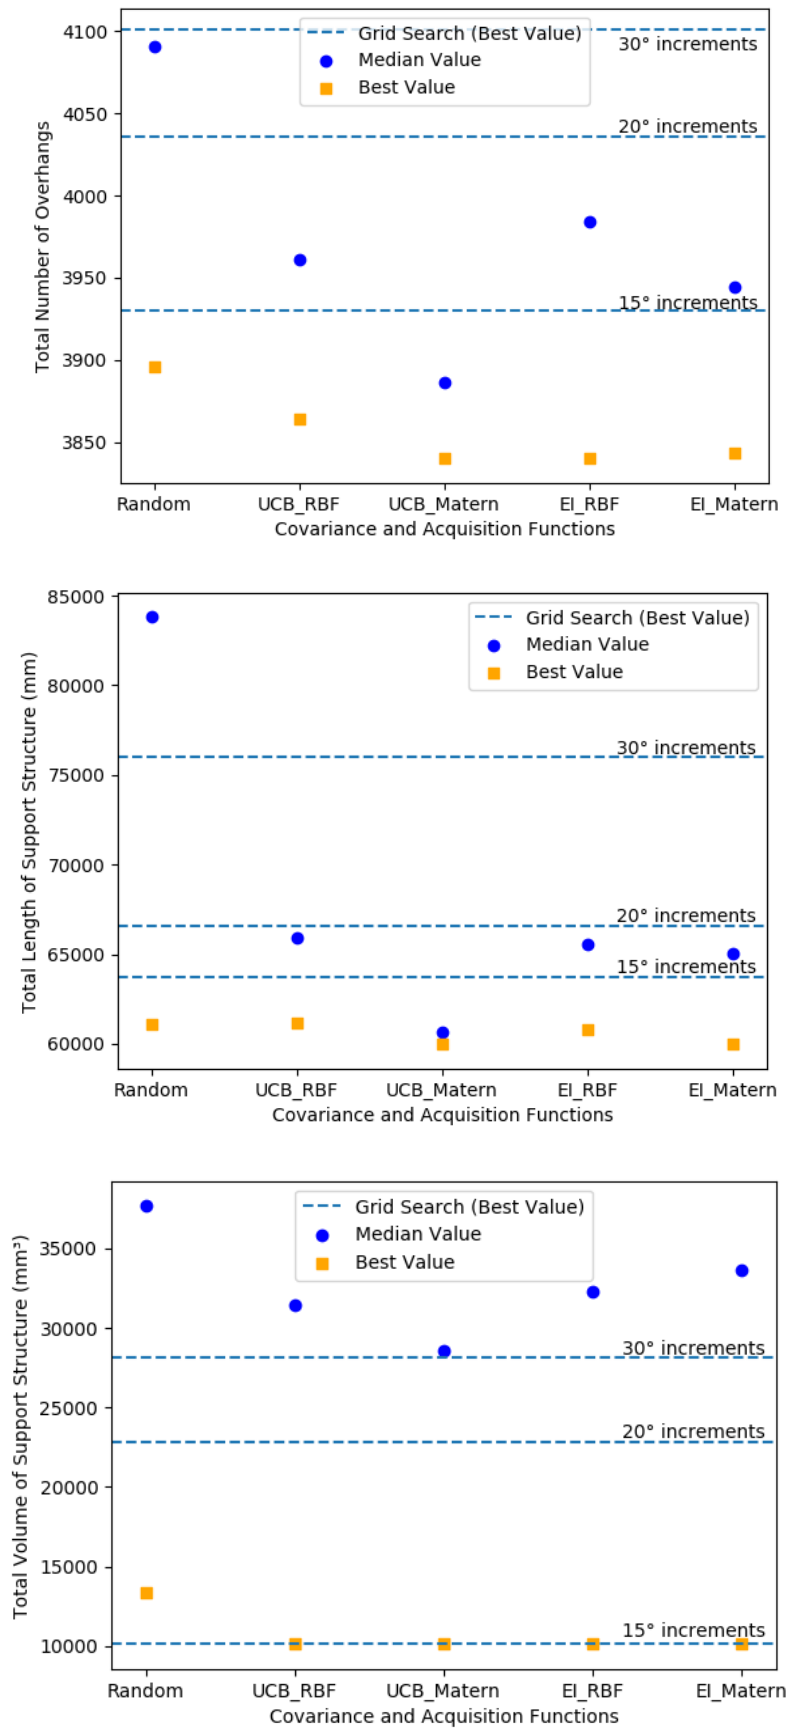 4100
4050
4000
3950
3900
3850
Total Number of Overhangs
Grid Search (Best Value)
Median Value
Best Value
30° increments
20° increments
15° increments
Random UCB_RBF UCB_Matern EI_RBF EI_Matern
Covariance and Acquisition Functions
85000
80000
75000
70000
65000
60000
Total Length of Support Structure (mm)
Grid Search (Best Value)
Median Value
Best Value
30° increments
20° increments
15° increments
Random UCB_RBF UCB_Matern EI_RBF EI_Matern
Covariance and Acquisition Functions
35000
30000
25000
20000
15000
10000
Total Volume of Support Structure (mm³)
Grid Search (Best Value)
Median Value
Best Value
30° increments
20° increments
15° increments
Random UCB_RBF UCB_Matern EI_RBF EI_Matern
Covariance and Acquisition Functions